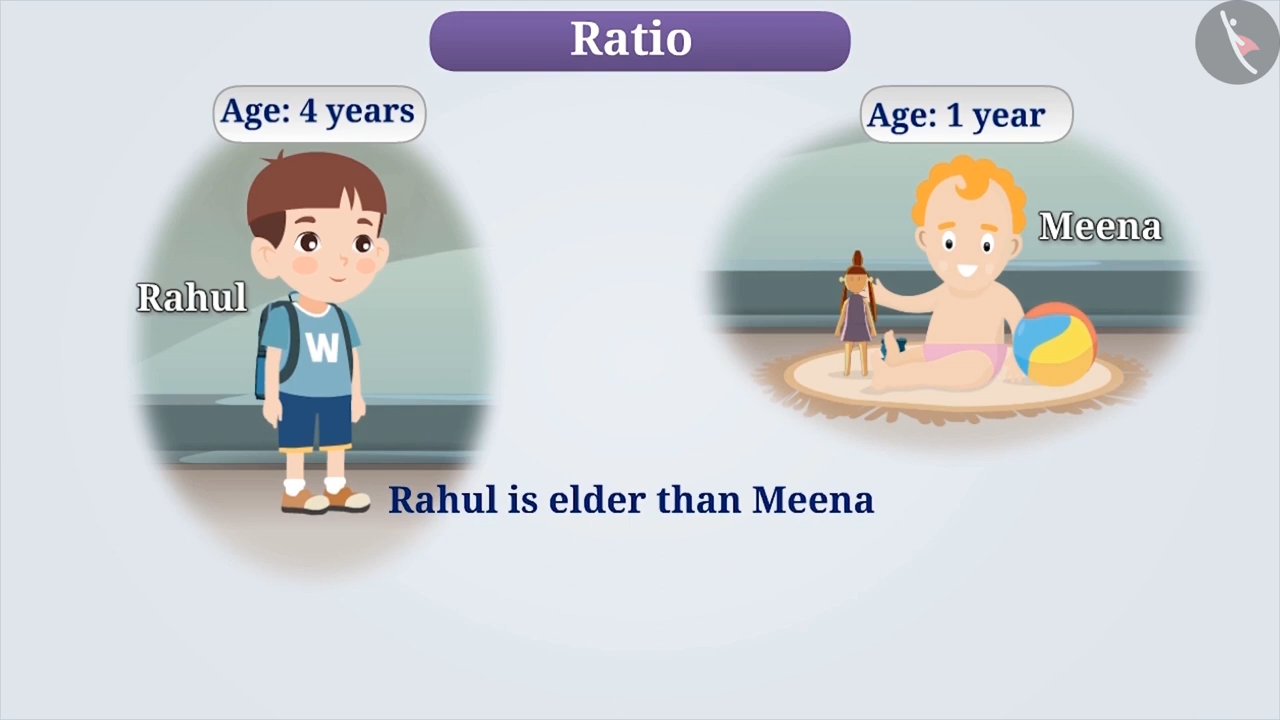 Ratio
Age: 4 years
Age: 1 year
Meena
Rahul
W
Rahul is elder than Meena